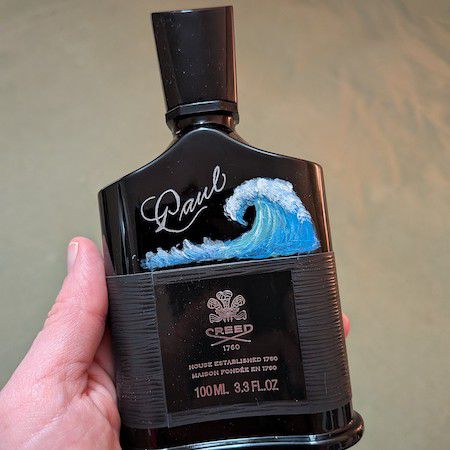 Paul
CREED
1760
HOUSE ESTABLISHED 1760
MAISON FONDÉE EN 1760
100 ML 3.3 FL.OZ